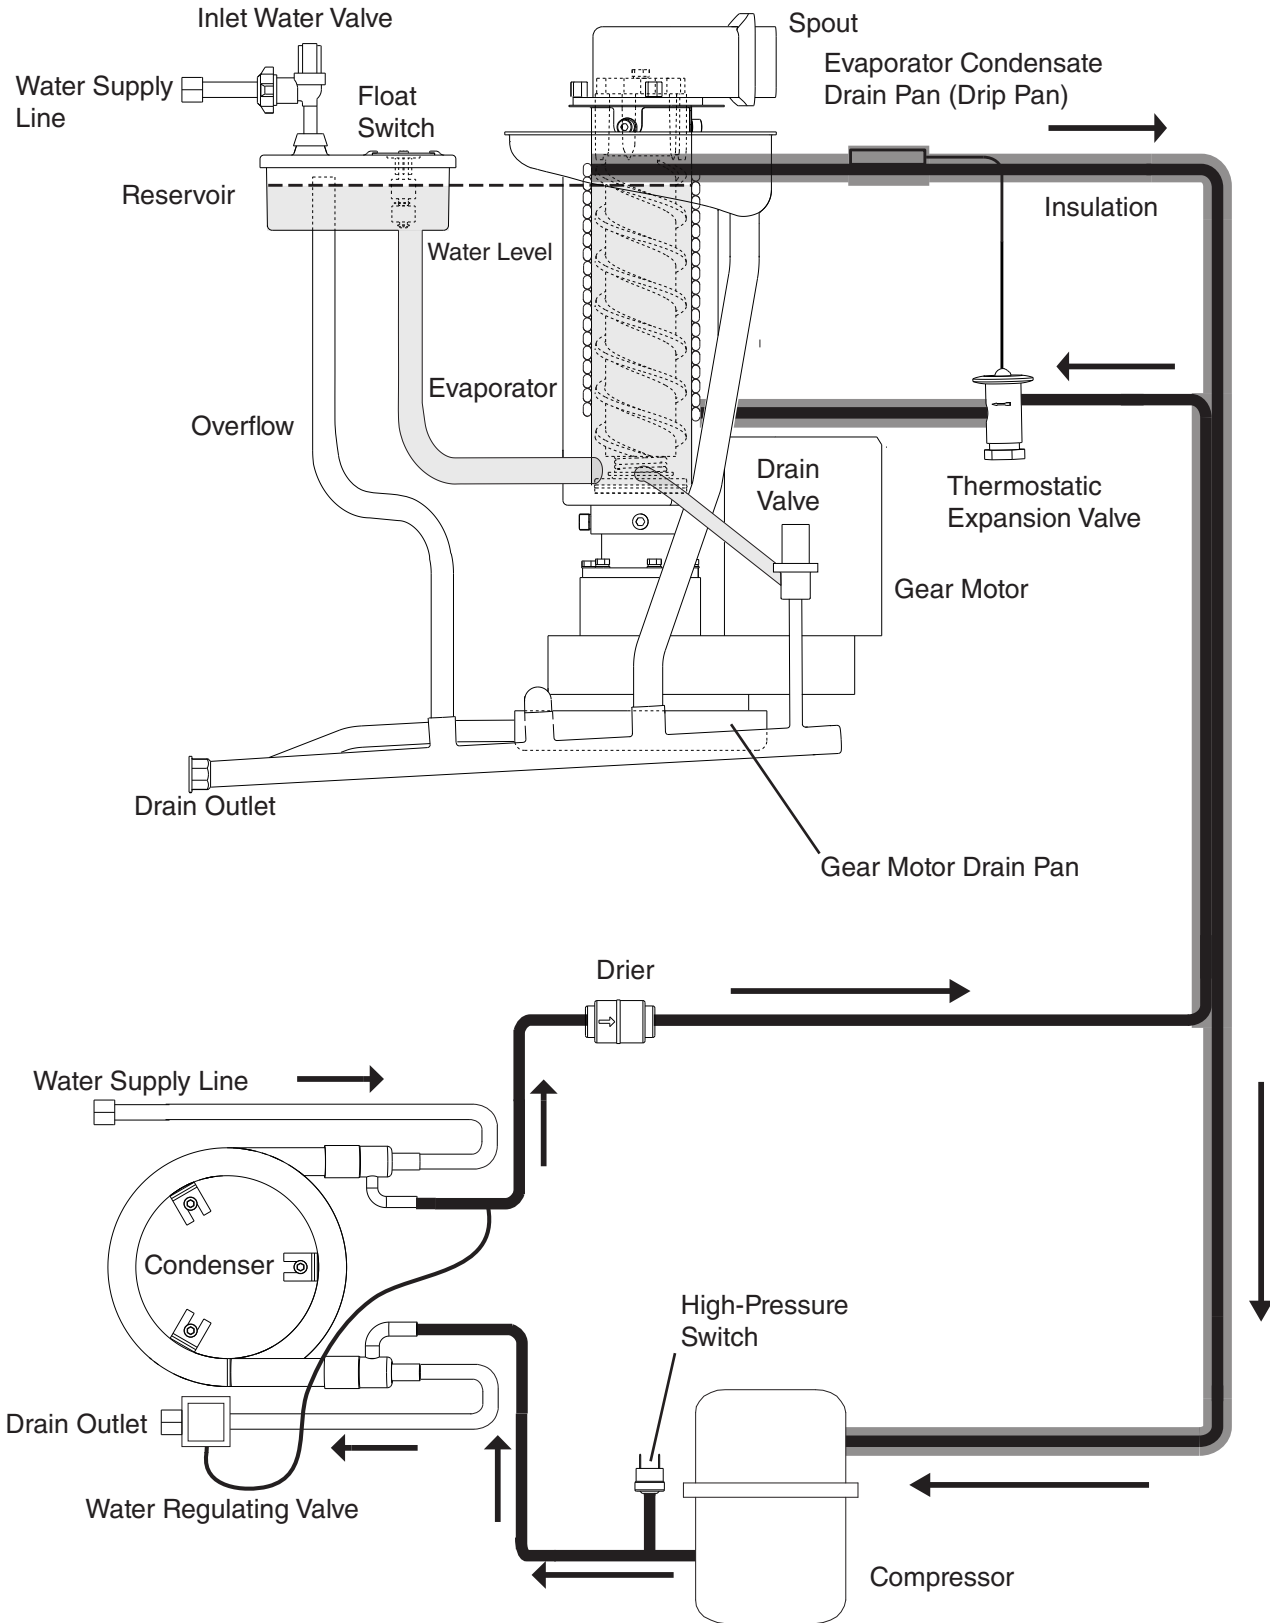 Inlet Water Valve
Spout
Water Supply
Line
Float
Switch
Evaporator Condensate
Drain Pan (Drip Pan)
Reservoir
Insulation
Water Level
Evaporator
Overflow
Drain
Valve
Thermostatic
Expansion Valve
Gear Motor
Drain Outlet
Gear Motor Drain Pan
Drier
Water Supply Line
Condenser
High-Pressure
Switch
Drain Outlet
Water Regulating Valve
Compressor